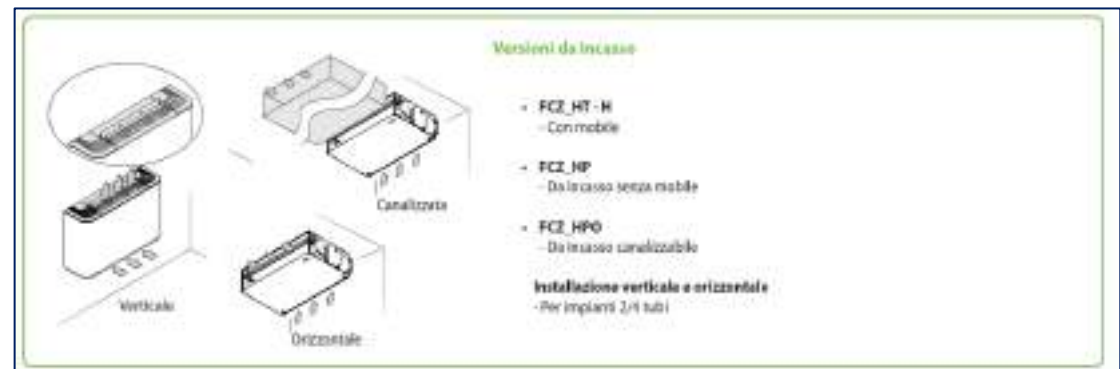 Versioni da Incasso
- FCZ_HT - H
- Con mobile
- FCZ_HP
- Da incasso senza mobile
- FCZ_HPO
- Da incasso canalizzabile
Installazione verticale e orizzontale
- Per impianti 2/4 tubi
Canalizzata
Verticale
Orizzontale